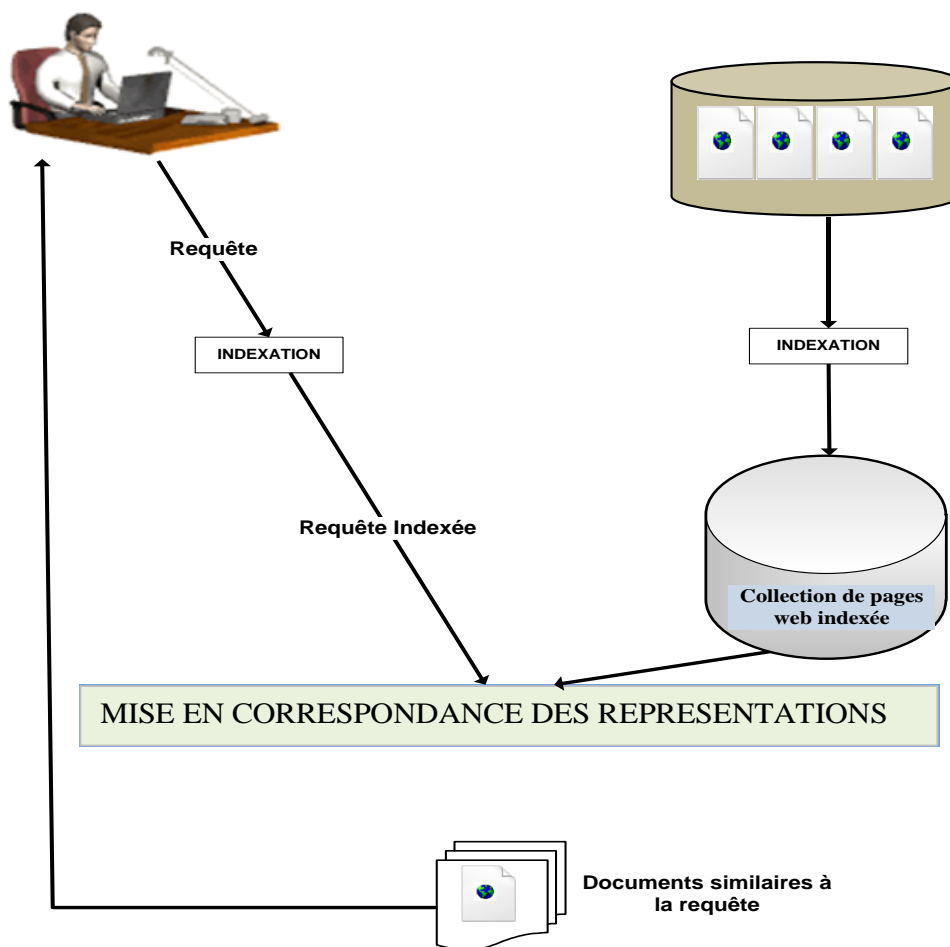 Requête
INDEXATION
INDEXATION
Requête Indexée
Collection de pages
web indexée
MISE EN CORRESPONDANCE DES REPRESENTATIONS
Documents similaires à
la requête